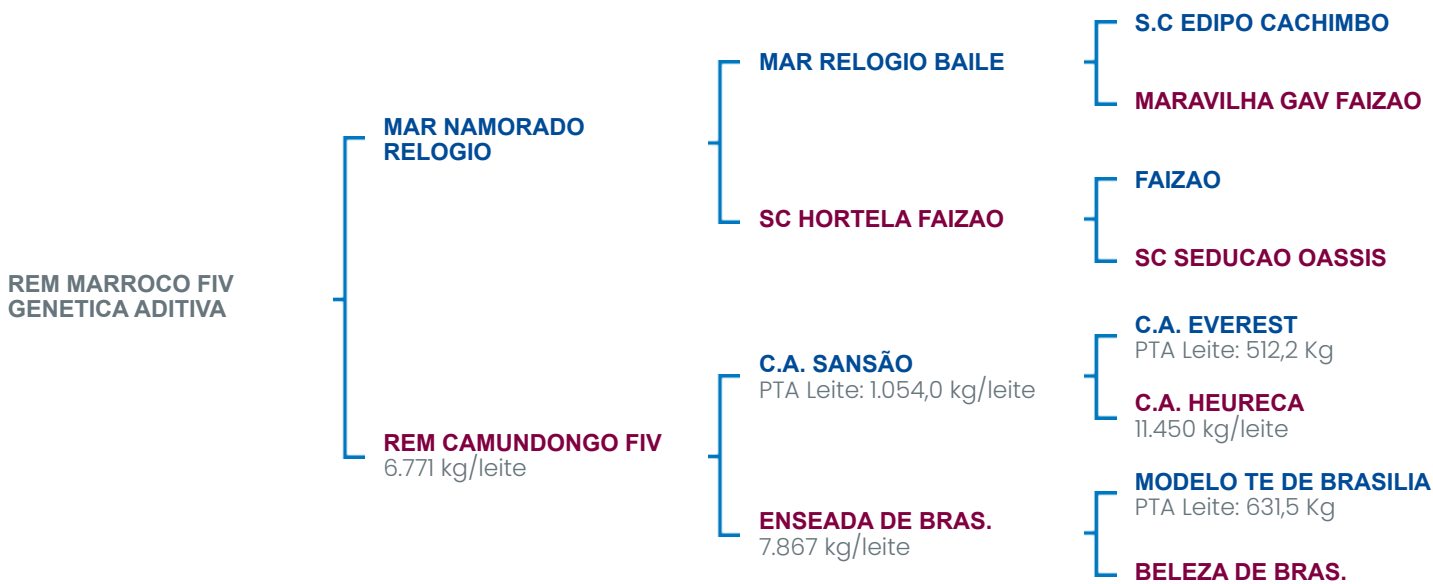 REM MARROCO FIV
GENETICA ADITIVA
MAR NAMORADO
RELOGIO
REM CAMUNDONGO FIV
6.771 kg/leite
MAR RELOGIO BAILE
SC HORTELA FAIZAO
C.A. SANSÃO
PTA Leite: 1.054,0 kg/leite
ENSEADA DE BRAS.
7.867 kg/leite
S.C EDIPO CACHIMBO
MARAVILHA GAV FAIZAO
FAIZAO
SC SEDUCAO OASSIS
C.A. EVEREST
PTA Leite: 512,2 Kg
C.A. HEURECA
11.450 kg/leite
MODELO TE DE BRASILIA
PTA Leite: 631,5 Kg
BELEZA DE BRAS.